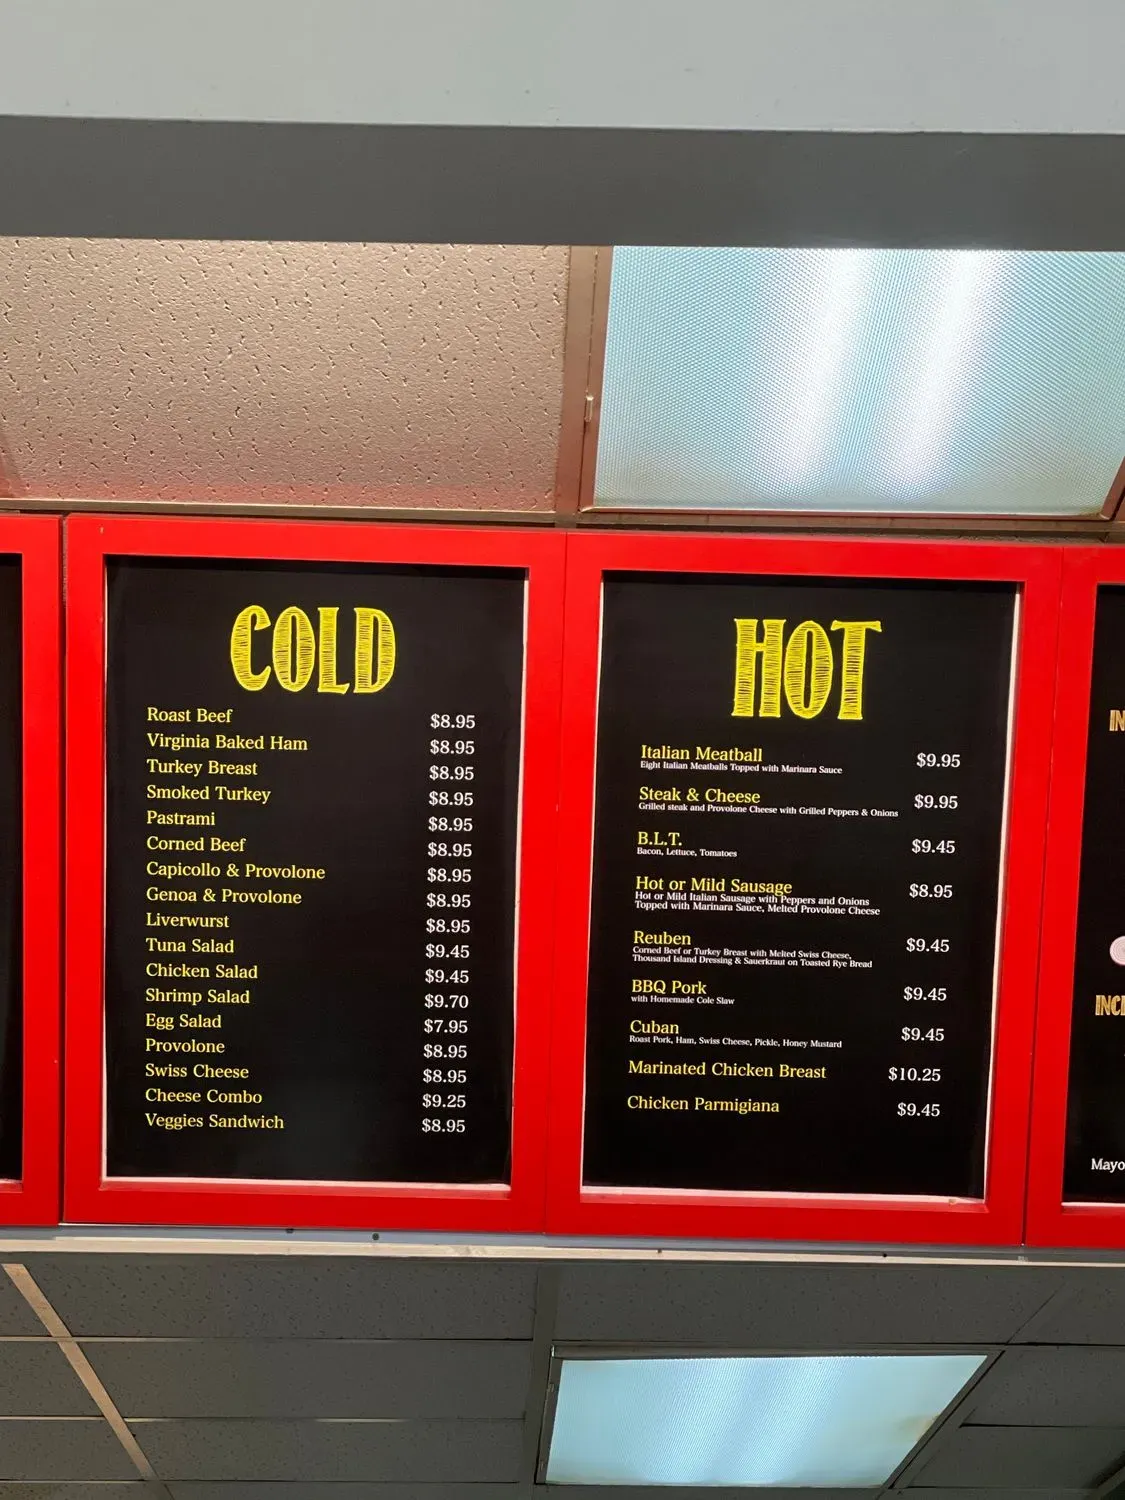 COLD
Roast Beef $8.95
Virginia Baked Ham $8.95
Turkey Breast $8.95
Smoked Turkey $8.95
Pastrami $8.95
Corned Beef $8.95
Capicollo & Provolone $8.95
Genoa & Provolone $8.95
Liverwurst $8.95
Tuna Salad $9.45
Chicken Salad $9.45
Shrimp Salad $9.70
Egg Salad $7.95
Provolone $8.95
Swiss Cheese $8.95
Cheese Combo $9.25
Veggies Sandwich $8.95
HOT
Italian Meatball $9.95
Eight Italian Meatballs Topped with Marinara Sauce
Steak & Cheese $9.95
Grilled steak and Provolone Cheese with Grilled Peppers & Onions
B.L.T. $9.45
Bacon, Lettuce, Tomatoes
Hot or Mild Sausage $8.95
Hot or Mild Italian Sausage with Peppers and Onions
Topped with Marinara Sauce, Melted Provolone Cheese
Reuben $9.45
Corned Beef or Turkey Breast with Melted Swiss Cheese,
Thousand Island Dressing & Sauerkraut on Toasted Rye Bread
BBQ Pork $9.45
with Homemade Cole Slaw
Cuban $9.45
Roast Pork, Ham, Swiss Cheese, Pickle, Honey Mustard
Marinated Chicken Breast $10.25
Chicken Parmigiana $9.45
Mayo